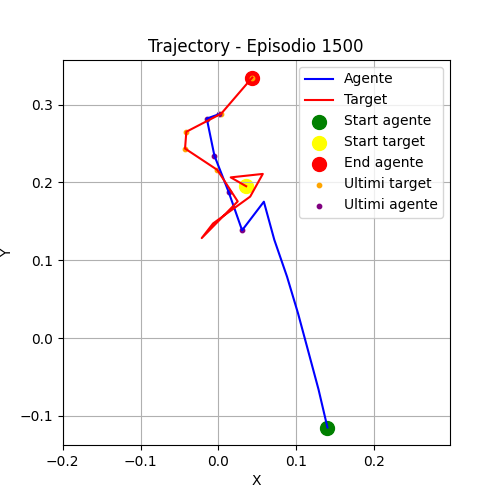 Trajectory - Episodio 1500
Agente
Target
Start agente
Start target
End agente
Ultimi target
Ultimi agente
Y
0.3
0.2
0.1
0.0
−0.1
−0.2
−0.1
0.0
0.1
0.2
X